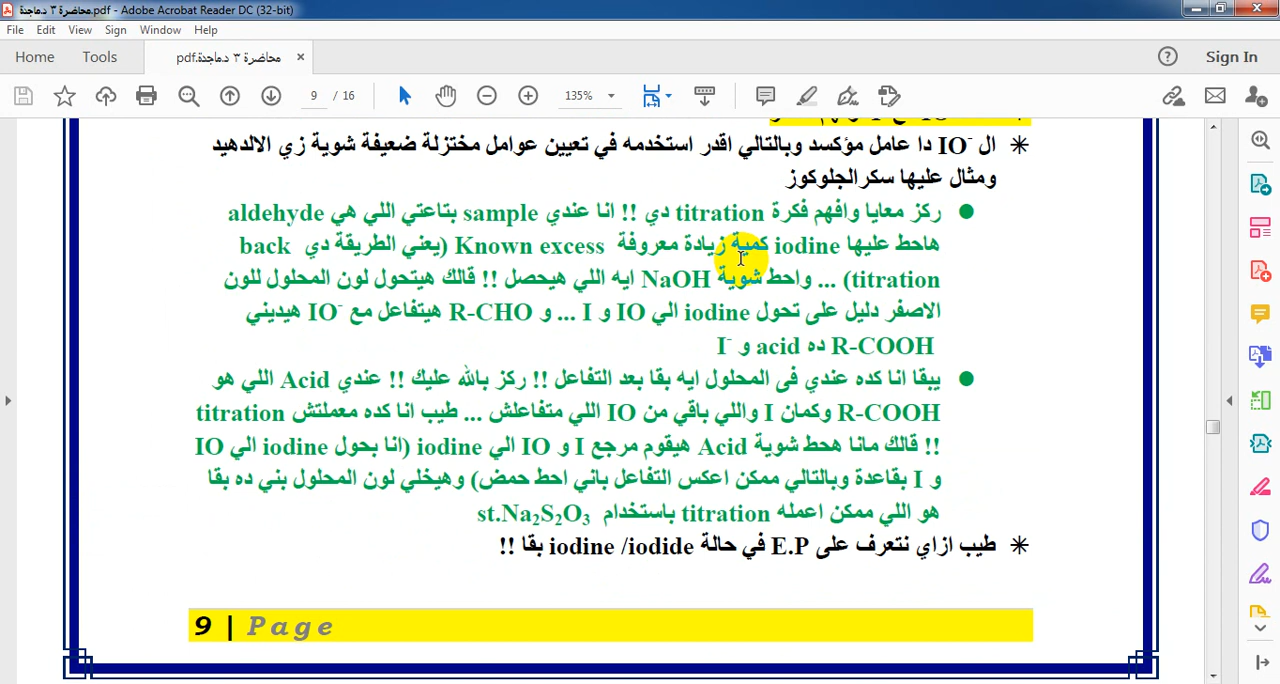 محاضرة ٣ د.ماجدة.pdf - Adobe Acrobat Reader DC (32-bit)
File Edit View Sign Window Help
Home Tools محاضرة ٣ د.ماجدة.pdf × Sign In
9 / 16 135%
✳ ال IO⁻ دا عامل مؤكسد وبالتالي اقدر استخدمه في تعيين عوامل مختزلة ضعيفة شوية زي الالدهيد
ومثال عليها سكر الجلوكوز
● ركز معايا وافهم فكرة titration دي !! انا عندي sample بتاعتي اللي هي aldehyde
هاحط عليها iodine كمية زيادة معروفة Known excess (يعني الطريقة دي back
titration) ... واحط شوية NaOH ايه اللي هيحصل !! قالك هيتحول لون المحلول للون
الاصفر دليل على تحول iodine الي IO و I ... و R-CHO هيتفاعل مع IO⁻ هيديني
R-COOH ده acid و I⁻
● يبقا انا كده عندي فى المحلول ايه بقا بعد التفاعل !! ركز بالله عليك !! عندي Acid اللي هو
R-COOH وكمان I واللي باقي من IO اللي متفاعلش ... طيب انا كده معملتش titration
!! قالك مانا هحط شوية Acid هيقوم مرجع I و IO الي iodine (انا بحول iodine الي IO
و I بقاعدة وبالتالي ممكن اعكس التفاعل باني احط حمض) وهيخلي لون المحلول بني ده بقا
هو اللي ممكن اعمله titration باستخدام st.Na₂S₂O₃
✳ طيب ازاي نتعرف على E.P في حالة iodine /iodide بقا !!
9 | Page